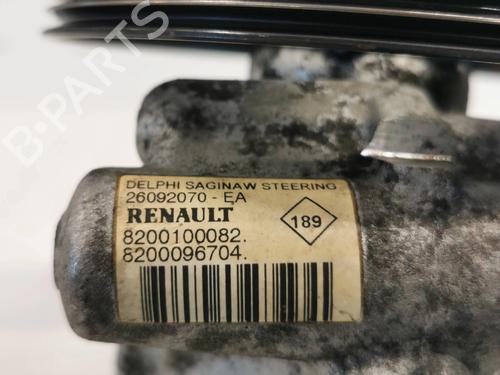 B-PARTS
DELPHI SAGINAW STEERING
26092070 - EA
RENAULT
189
8200100082.
8200096704.